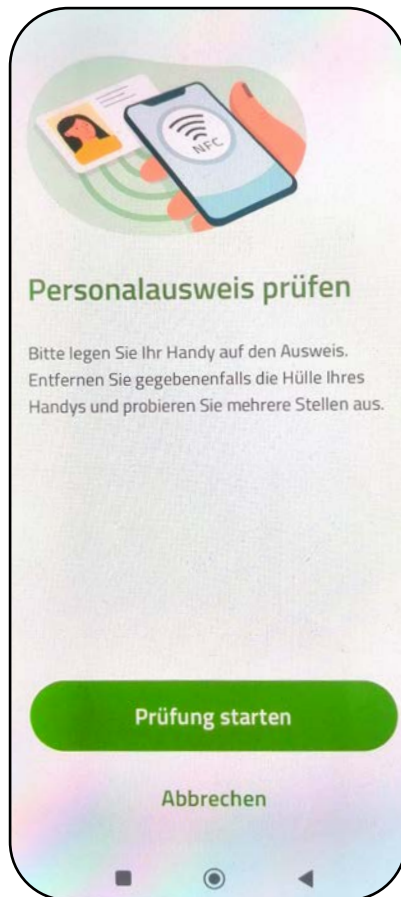 NFC
Personalausweis prüfen
Bitte legen Sie Ihr Handy auf den Ausweis.
Entfernen Sie gegebenenfalls die Hülle Ihres
Handys und probieren Sie mehrere Stellen aus.
Prüfung starten
Abbrechen